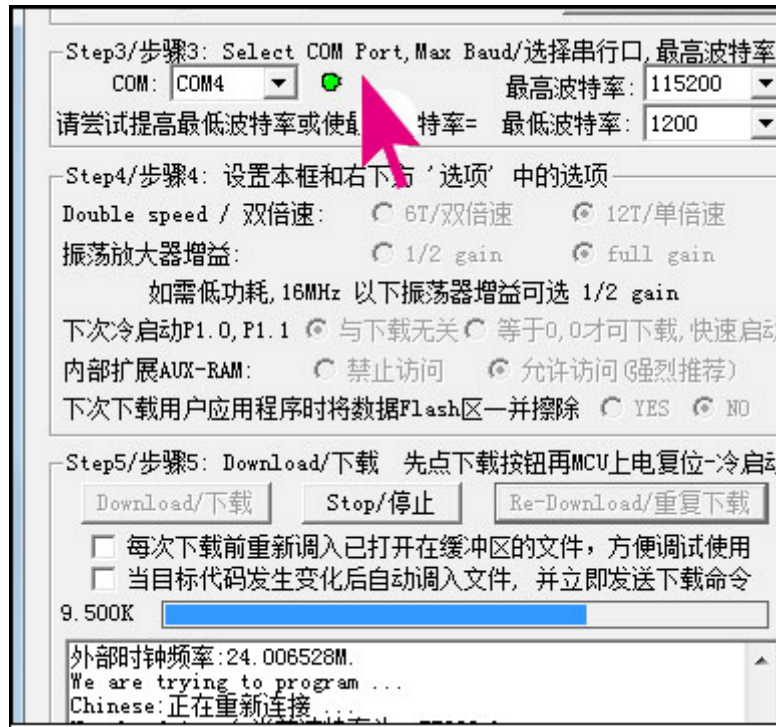 Step3/步骤3: Select COM Port,Max Baud/选择串行口,最高波特率
COM: COM4 最高波特率: 115200
请尝试提高最低波特率或使最 特率= 最低波特率: 1200
Step4/步骤4: 设置本框和右下方 '选项' 中的选项
Double speed / 双倍速: 6T/双倍速 12T/单倍速
振荡放大器增益: 1/2 gain full gain
如需低功耗,16MHz 以下振荡器增益可选 1/2 gain
下次冷启动P1.0,P1.1 与下载无关 等于0,0才可下载,快速启动
内部扩展AUX-RAM: 禁止访问 允许访问(强烈推荐)
下次下载用户应用程序时将数据Flash区一并擦除 YES NO
Step5/步骤5: Download/下载 先点下载按钮再MCU上电复位-冷启动
Download/下载 Stop/停止 Re-Download/重复下载
每次下载前重新调入已打开在缓冲区的文件，方便调试使用
当目标代码发生变化后自动调入文件, 并立即发送下载命令
9.500K
外部时钟频率:24.006528M.
We are trying to program ...
Chinese:正在重新连接 ...